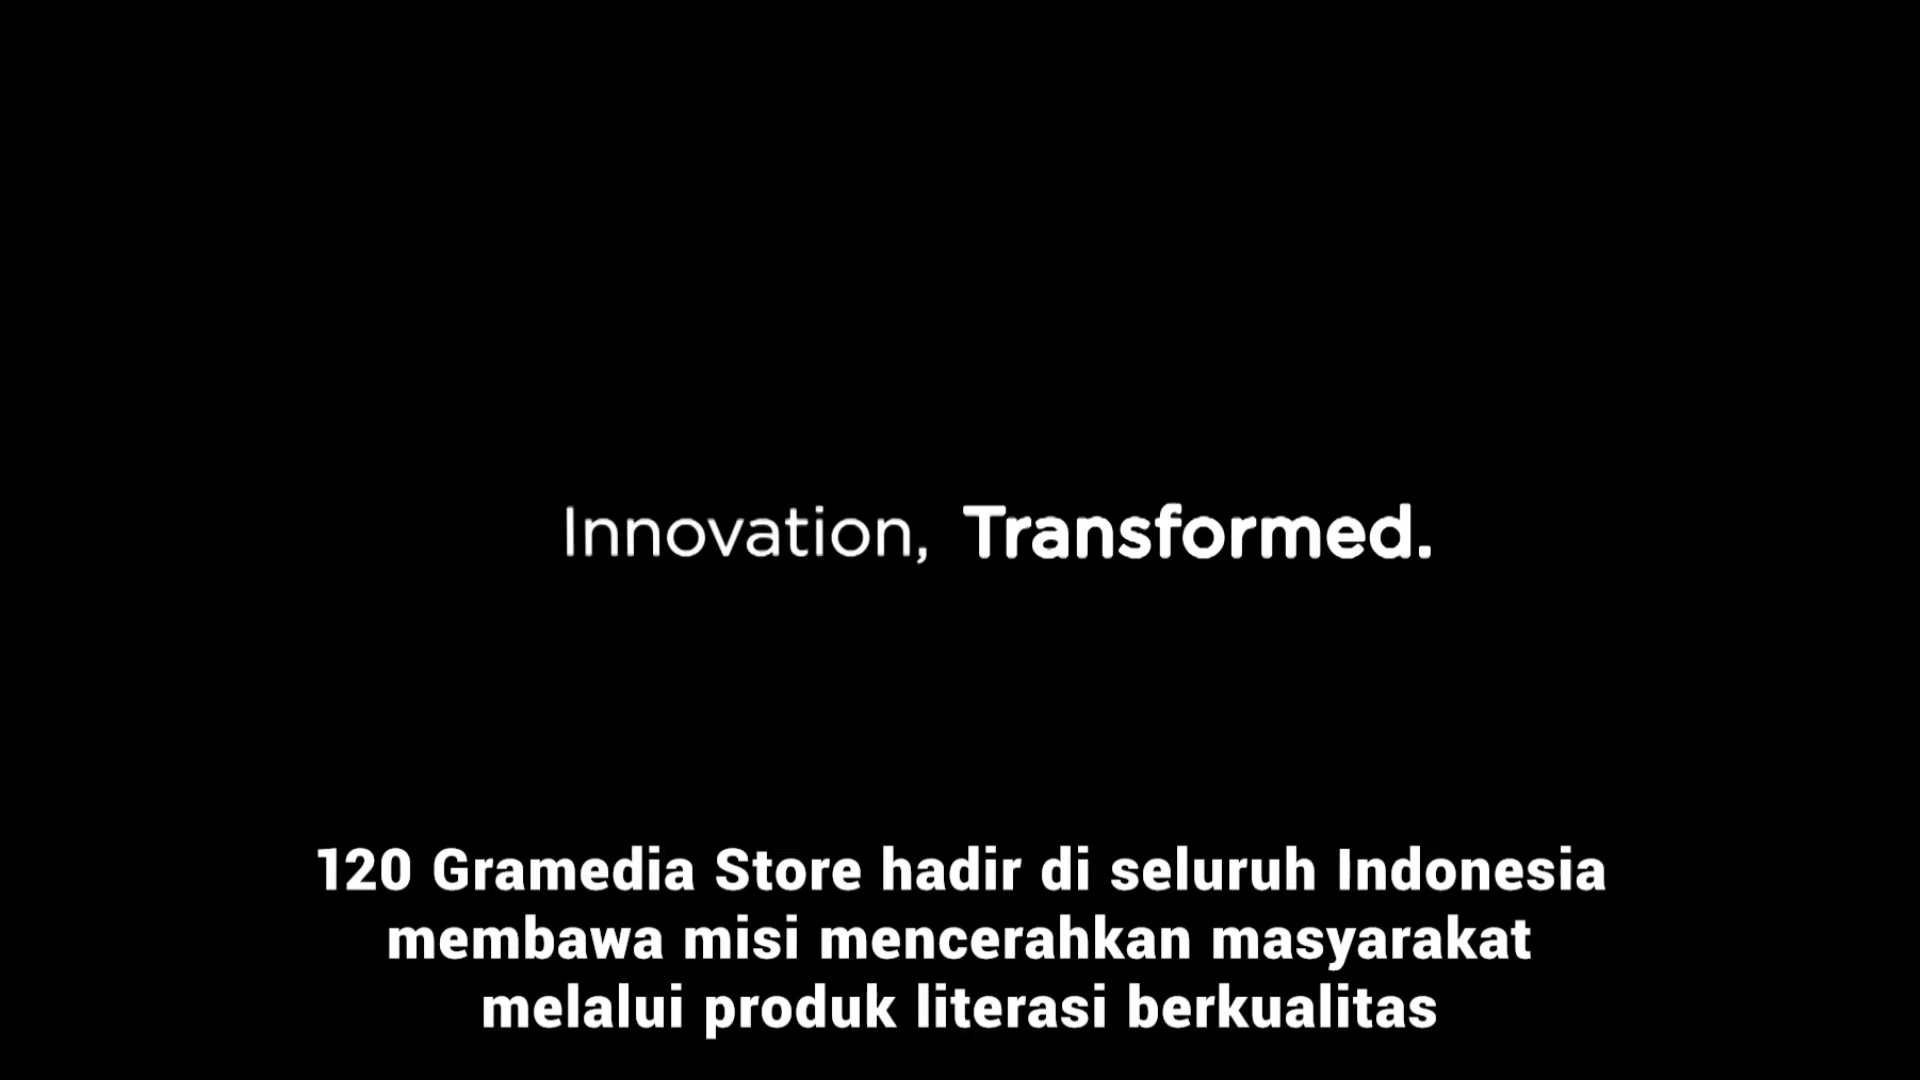 Innovation, Transformed.
120 Gramedia Store hadir di seluruh Indonesia
membawa misi mencerahkan masyarakat
melalui produk literasi berkualitas